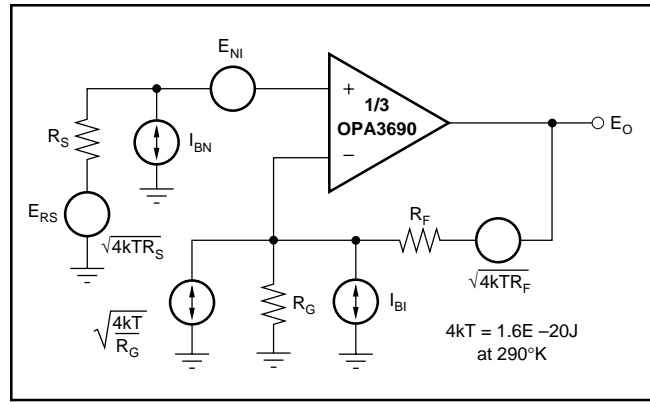 E_NI
+
1/3
OPA3690
−
E_O
R_S
I_BN
E_RS
√4kTR_S
R_F
√4kTR_F
√4kT/R_G
R_G
I_BI
4kT = 1.6E –20J
at 290°K